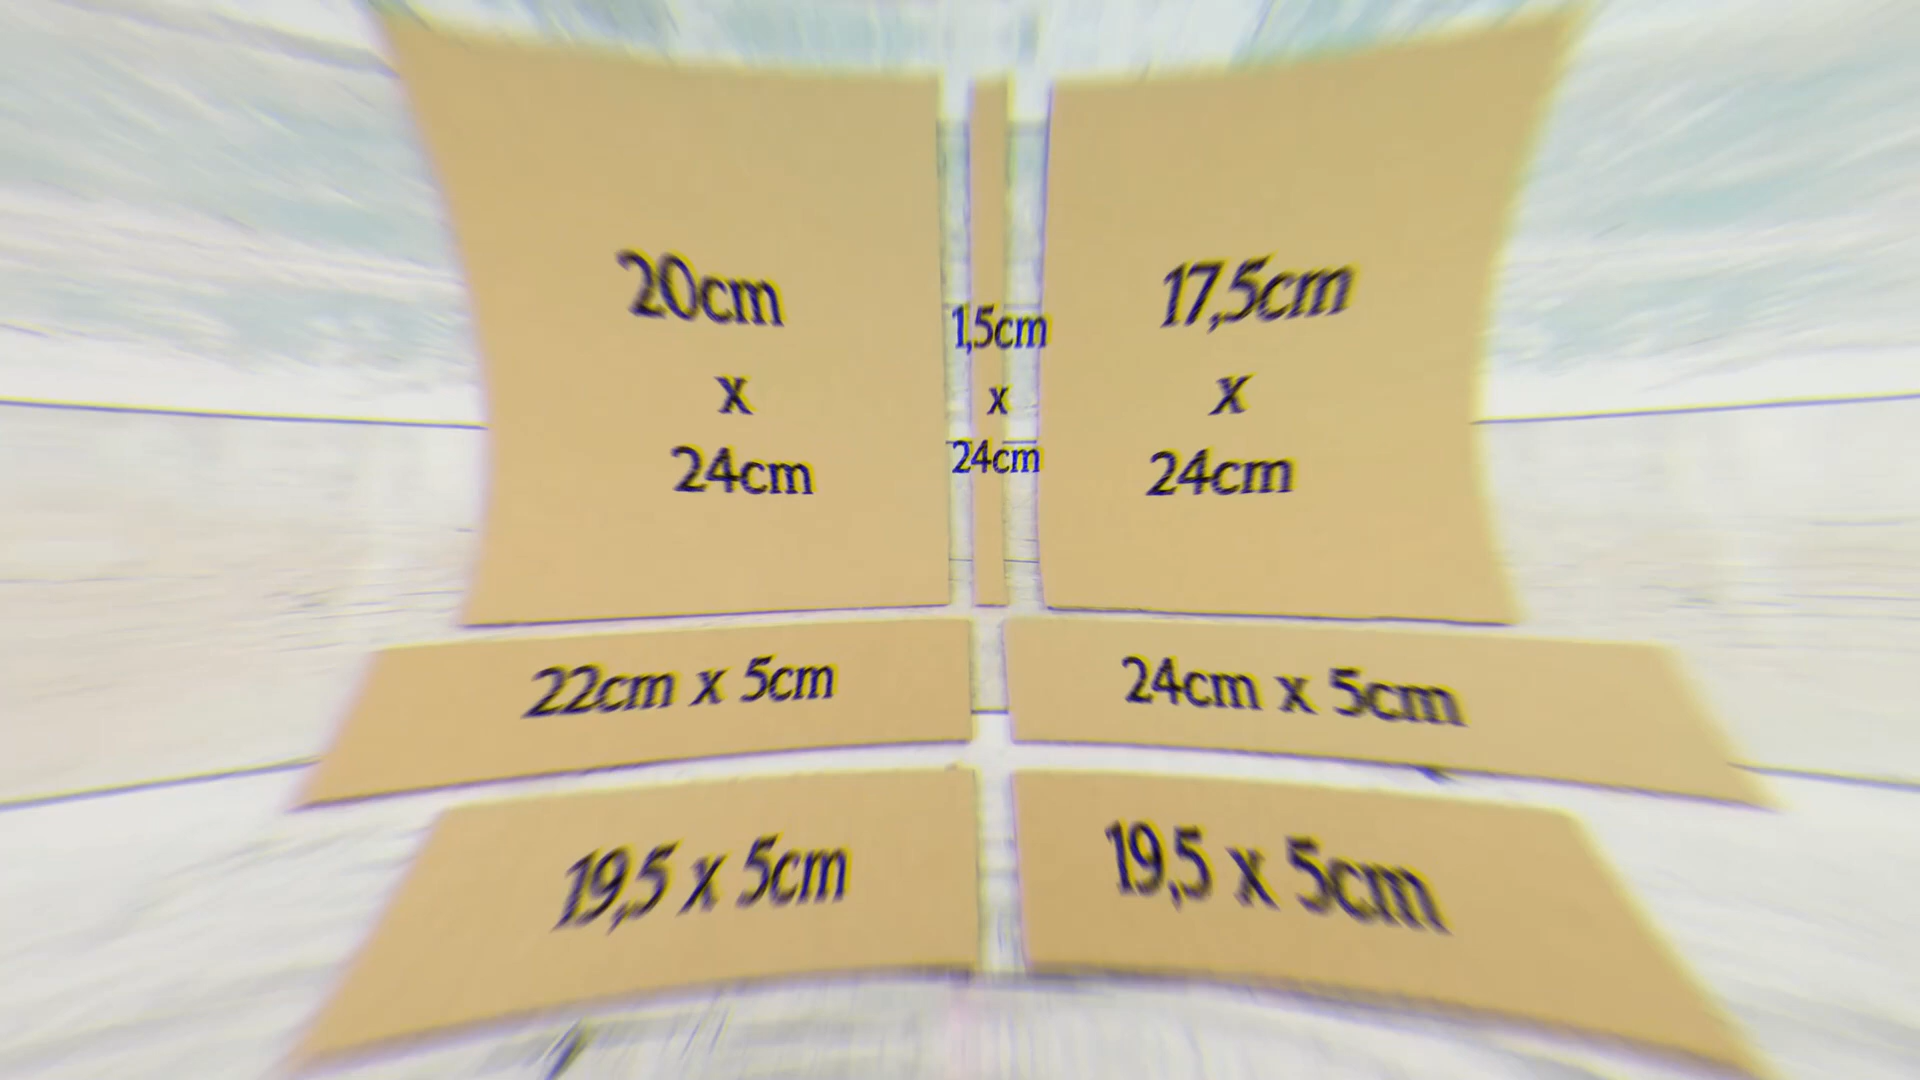 20cm
x
24cm
1,5cm
x
24cm
17,5cm
x
24cm
22cm x 5cm
24cm x 5cm
19,5 x 5cm
19,5 x 5cm